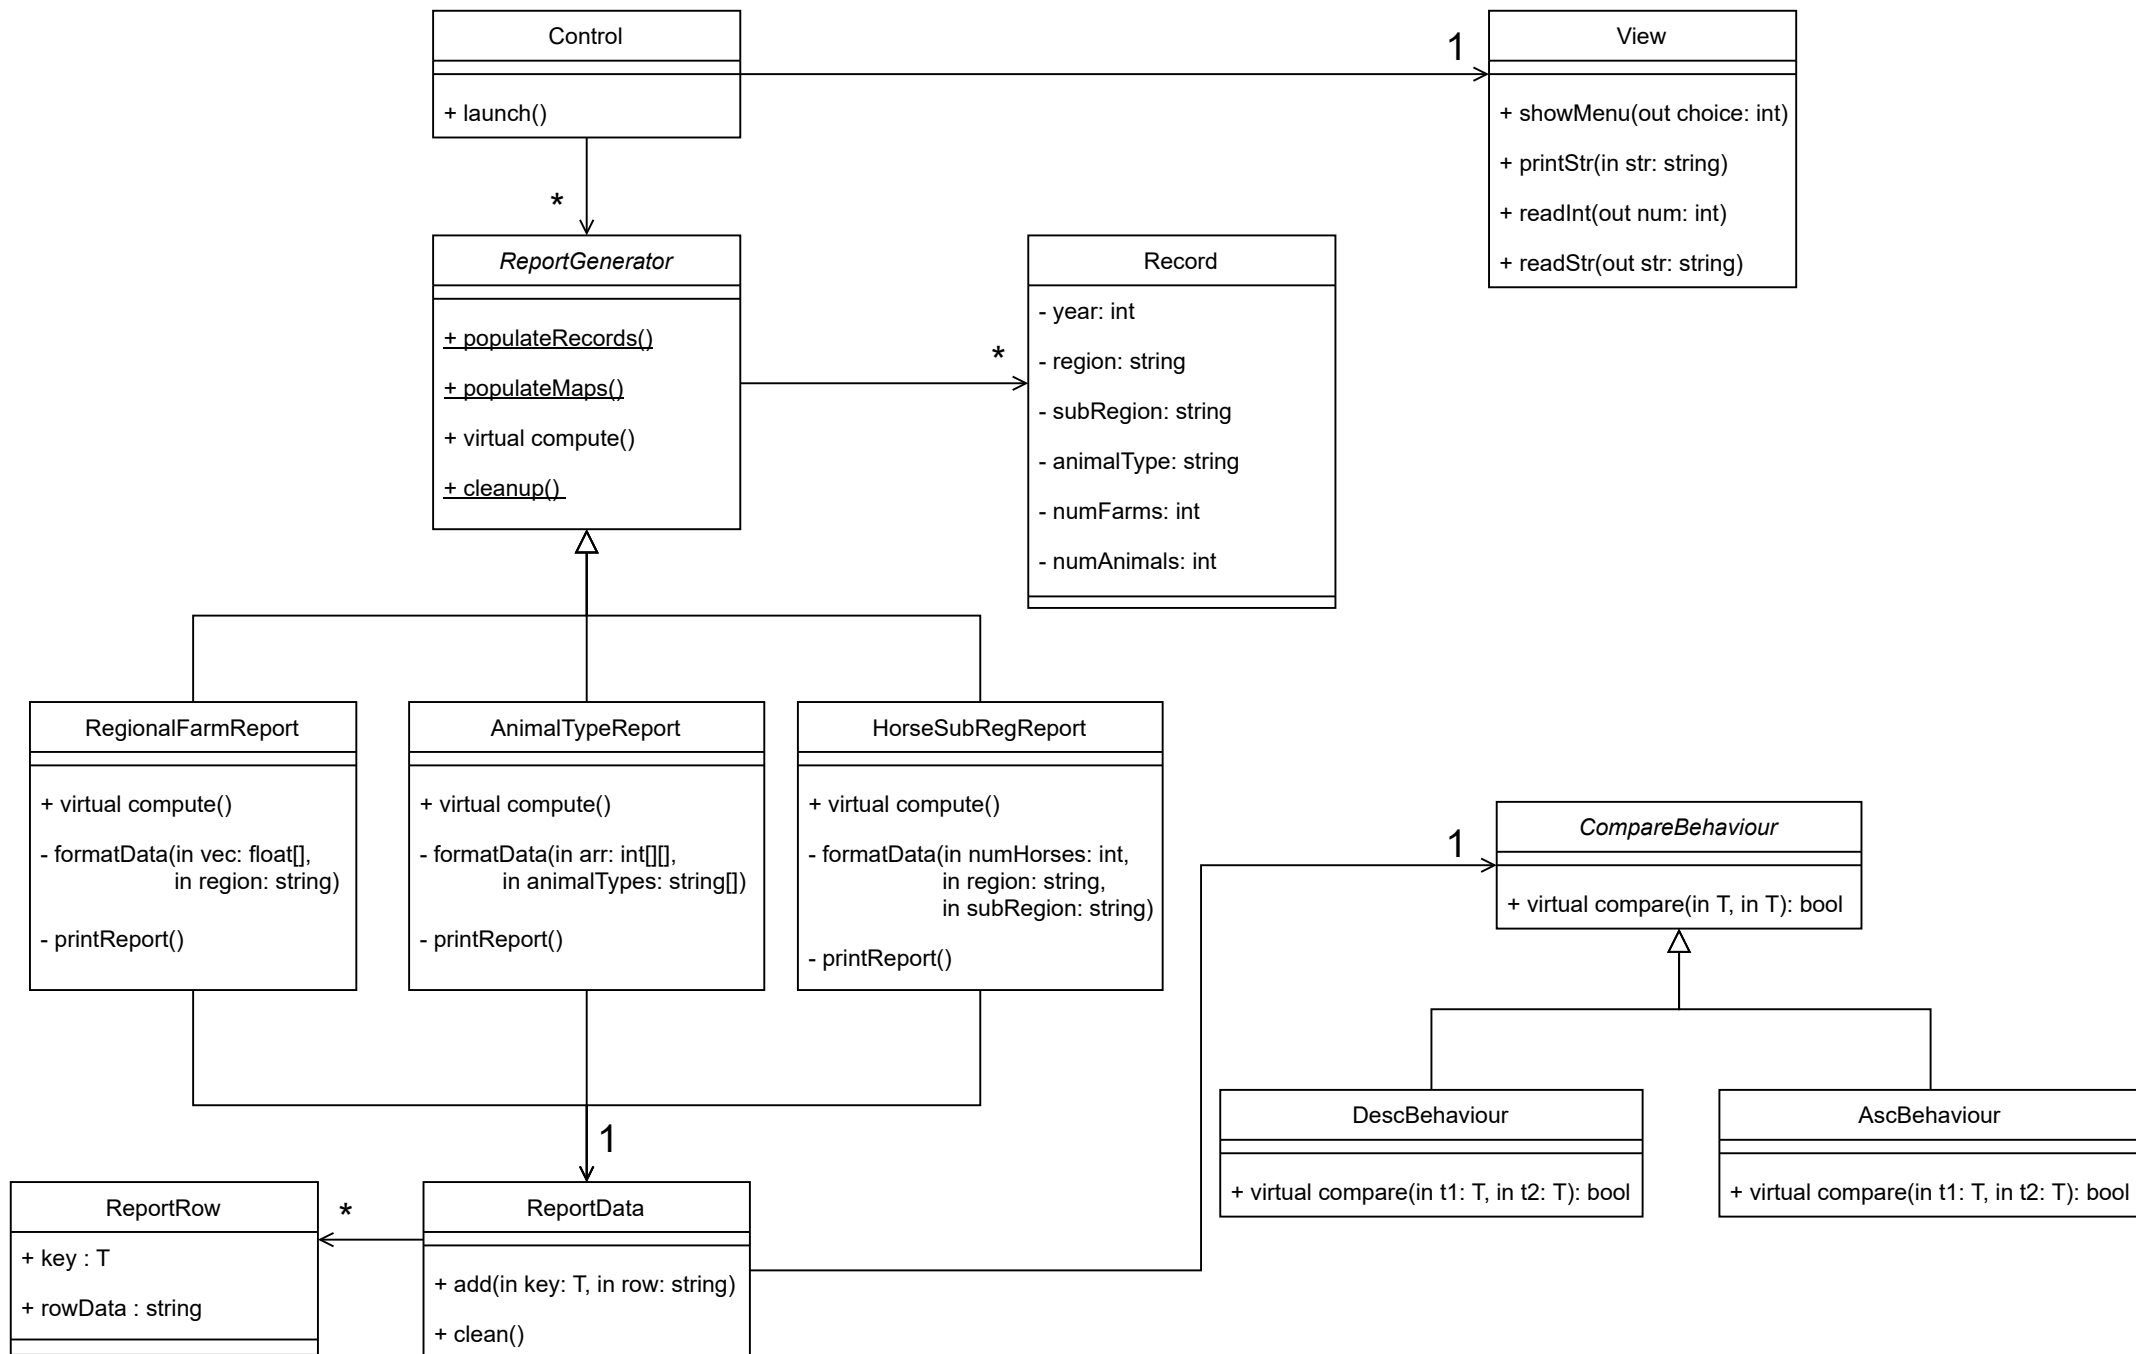 Control
+ launch()
1
View
+ showMenu(out choice: int)
+ printStr(in str: string)
+ readInt(out num: int)
+ readStr(out str: string)
*
ReportGenerator
+ populateRecords()
+ populateMaps()
+ virtual compute()
+ cleanup()
*
Record
- year: int
- region: string
- subRegion: string
- animalType: string
- numFarms: int
- numAnimals: int
RegionalFarmReport
+ virtual compute()
- formatData(in vec: float[],
in region: string)
- printReport()
AnimalTypeReport
+ virtual compute()
- formatData(in arr: int[][],
in animalTypes: string[])
- printReport()
HorseSubRegReport
+ virtual compute()
- formatData(in numHorses: int,
in region: string,
in subRegion: string)
- printReport()
1
CompareBehaviour
+ virtual compare(in T, in T): bool
DescBehaviour
+ virtual compare(in t1: T, in t2: T): bool
AscBehaviour
+ virtual compare(in t1: T, in t2: T): bool
1
ReportRow
+ key : T
+ rowData : string
*
ReportData
+ add(in key: T, in row: string)
+ clean()